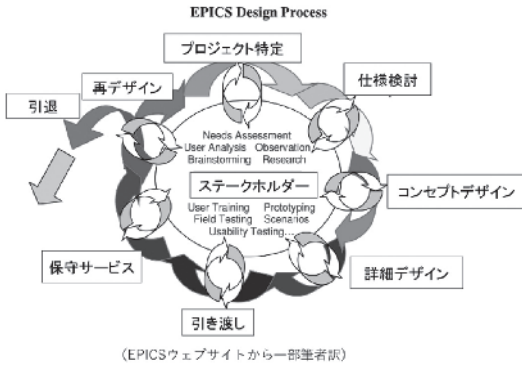 EPICS Design Process
プロジェクト特定
仕様検討
再デザイン
引退
Needs Assessment
User Analysis Observation
Brainstorming Research
ステークホルダー
コンセプトデザイン
User Training Prototyping
Field Testing Scenarios
Usability Testing...
保守サービス
詳細デザイン
引き渡し
(EPICSウェブサイトから一部筆者訳)